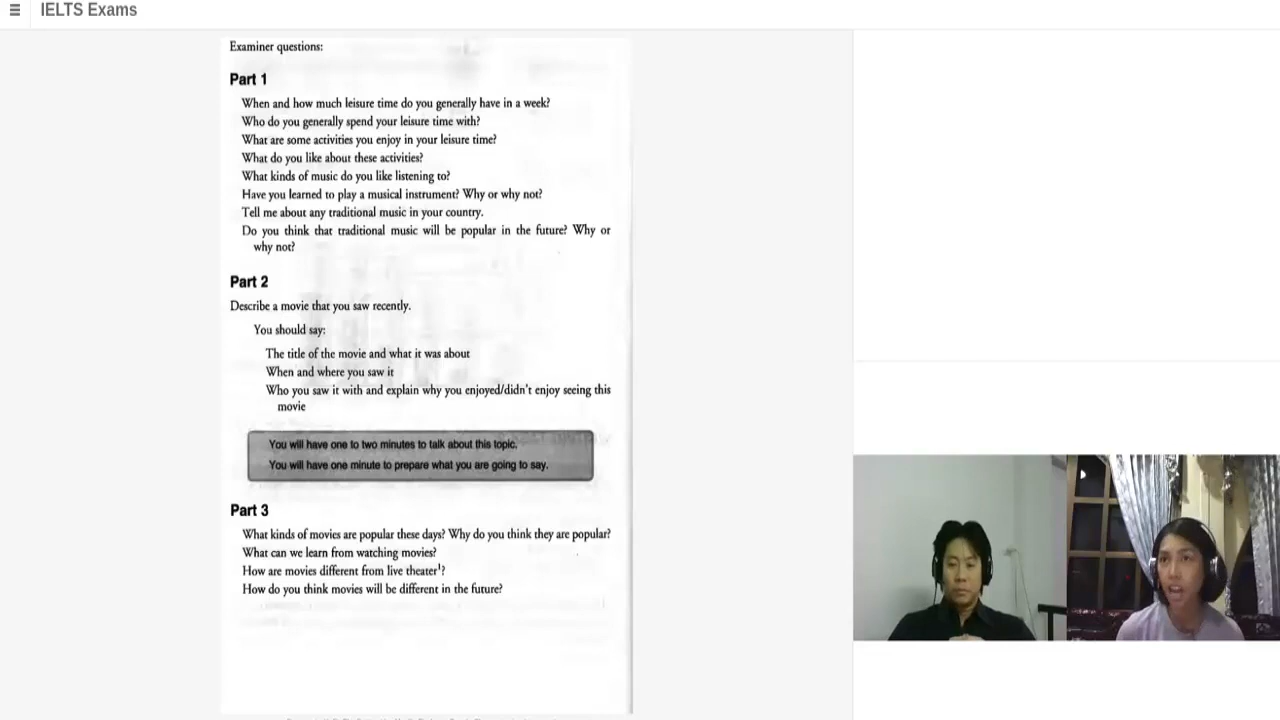 IELTS Exams
Examiner questions:
Part 1
When and how much leisure time do you generally have in a week?
Who do you generally spend your leisure time with?
What are some activities you enjoy in your leisure time?
What do you like about these activities?
What kinds of music do you like listening to?
Have you learned to play a musical instrument? Why or why not?
Tell me about any traditional music in your country.
Do you think that traditional music will be popular in the future? Why or
why not?
Part 2
Describe a movie that you saw recently.
You should say:
The title of the movie and what it was about
When and where you saw it
Who you saw it with and explain why you enjoyed/didn't enjoy seeing this
movie
You will have one to two minutes to talk about this topic.
You will have one minute to prepare what you are going to say.
Part 3
What kinds of movies are popular these days? Why do you think they are popular?
What can we learn from watching movies?
How are movies different from live theater¹?
How do you think movies will be different in the future?